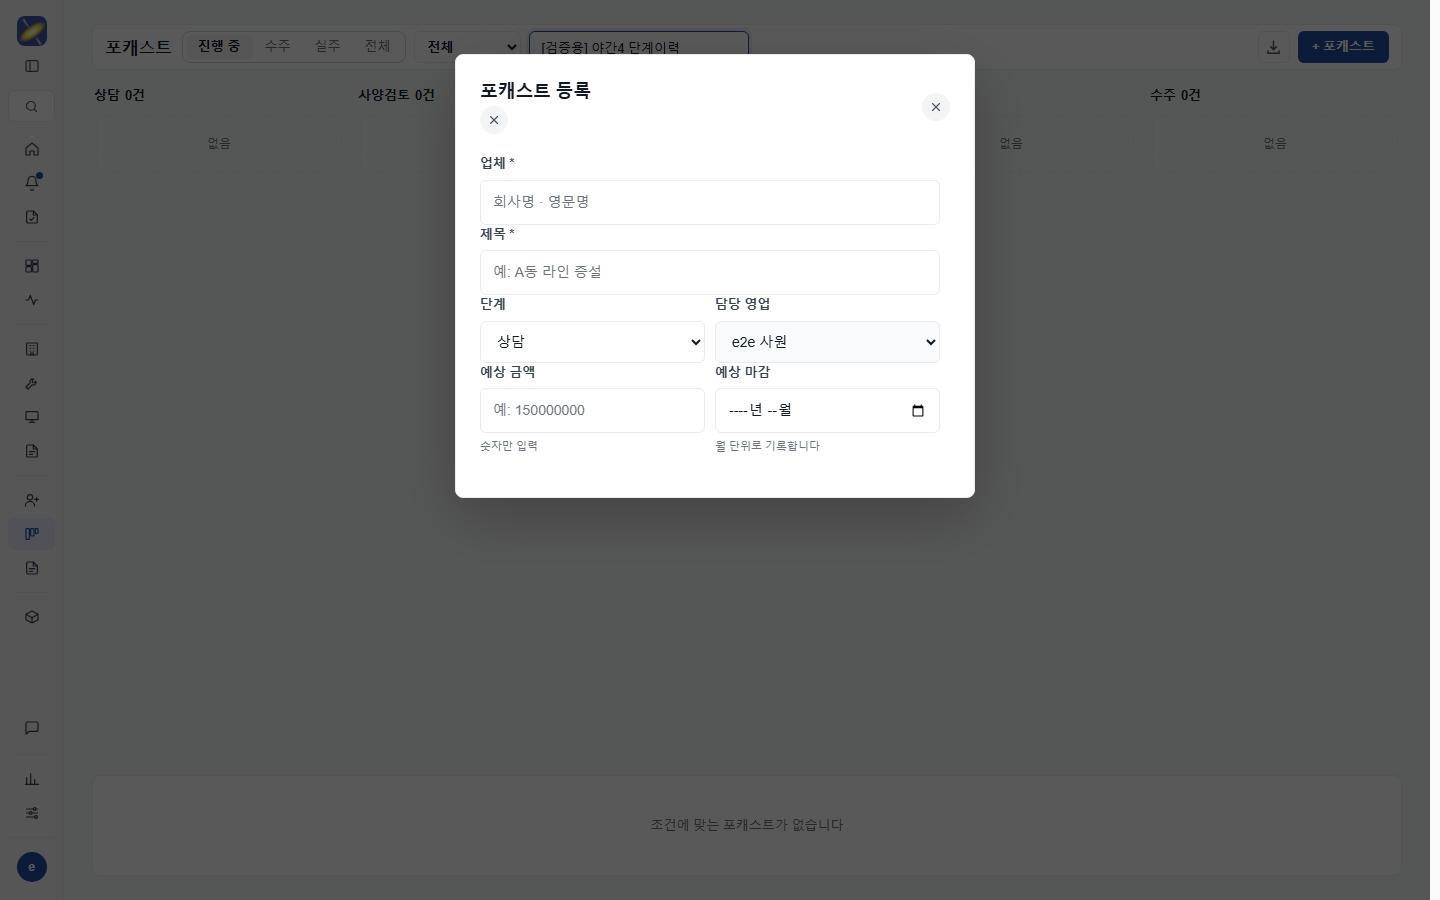 포캐스트 진행 중 수주 실주 전체 전체 [검증용] 야간4 단계이력 + 포캐스트
상담 0건 사양검토 0건 수주 0건
없음 없음 없음
포캐스트 등록
업체 *
회사명 · 영문명
제목 *
예: A동 라인 증설
단계 담당 영업
상담 e2e 사원
예상 금액 예상 마감
예: 150000000 ----년 --월
숫자만 입력 월 단위로 기록합니다
조건에 맞는 포캐스트가 없습니다
e